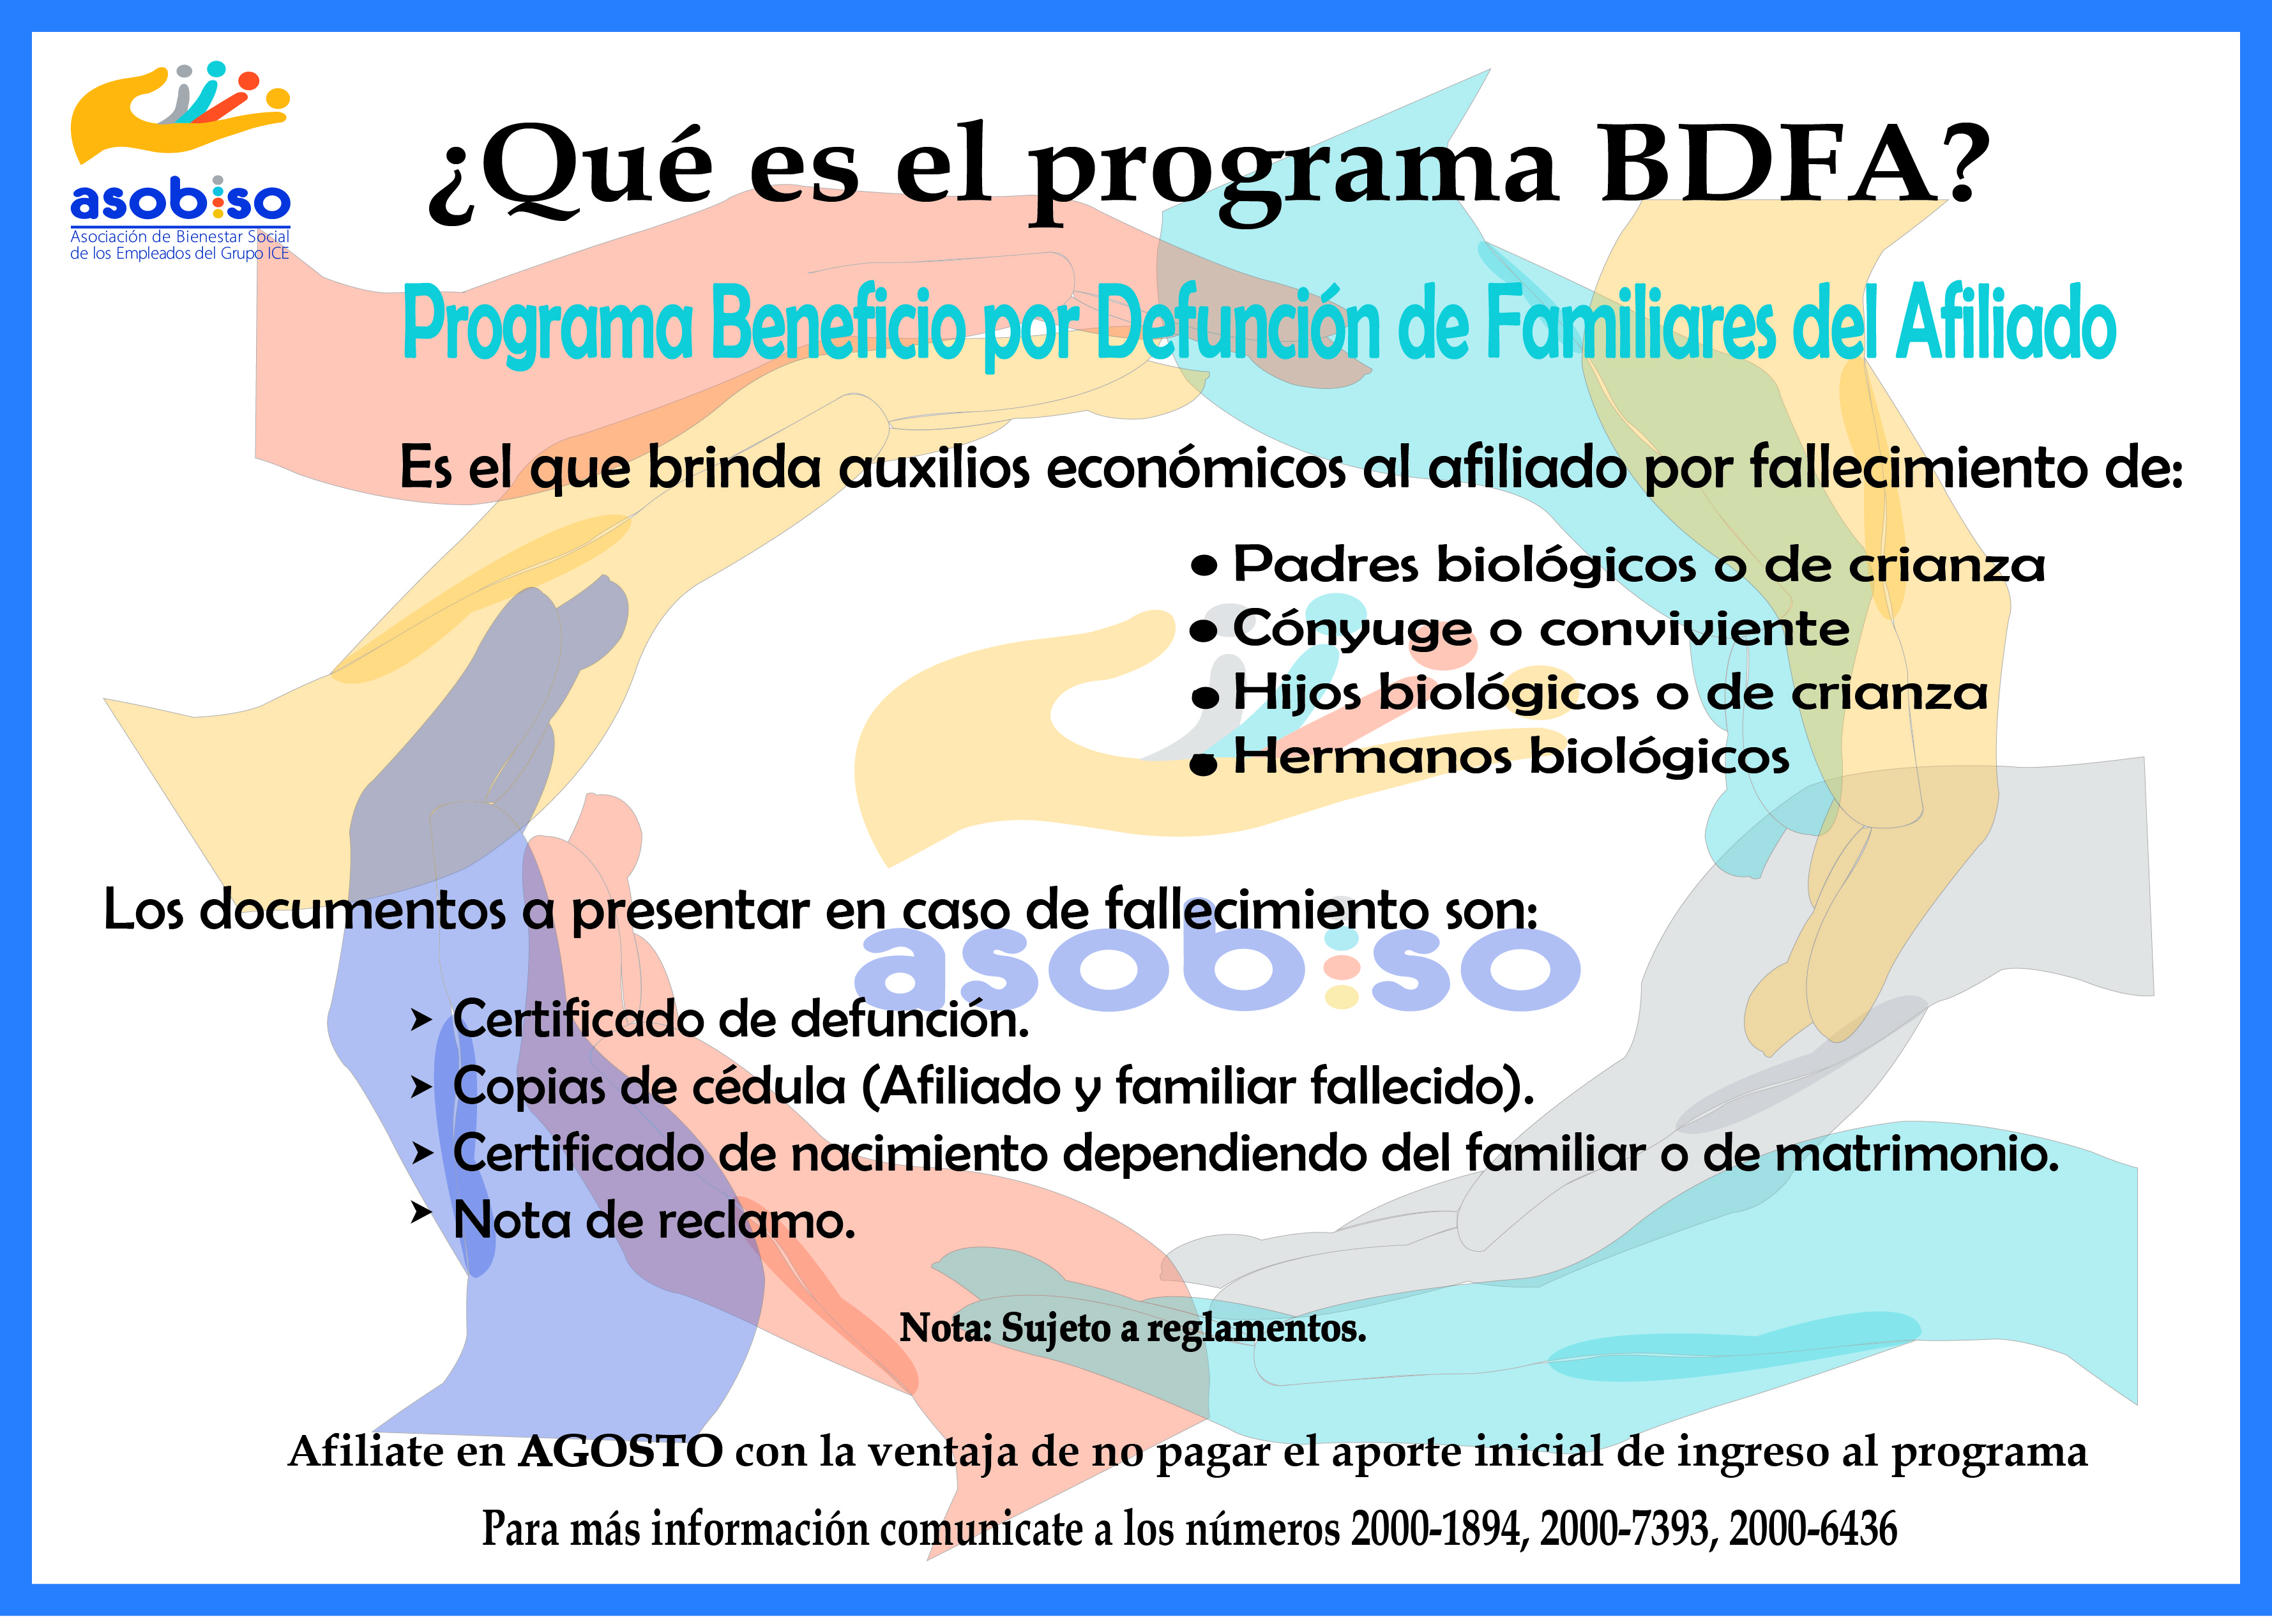 asobiso
Asociación de Bienestar Social
de los Empleados del Grupo ICE
¿Qué es el programa BDFA?
Programa Beneficio por Defunción de Familiares del Afiliado
Es el que brinda auxilios económicos al afiliado por fallecimiento de:
• Padres biológicos o de crianza
• Cónyuge o conviviente
• Hijos biológicos o de crianza
• Hermanos biológicos
Los documentos a presentar en caso de fallecimiento son:
asobiso
➤ Certificado de defunción.
➤ Copias de cédula (Afiliado y familiar fallecido).
➤ Certificado de nacimiento dependiendo del familiar o de matrimonio.
➤ Nota de reclamo.
Nota: Sujeto a reglamentos.
Afiliate en AGOSTO con la ventaja de no pagar el aporte inicial de ingreso al programa
Para más información comunicate a los números 2000-1894, 2000-7393, 2000-6436